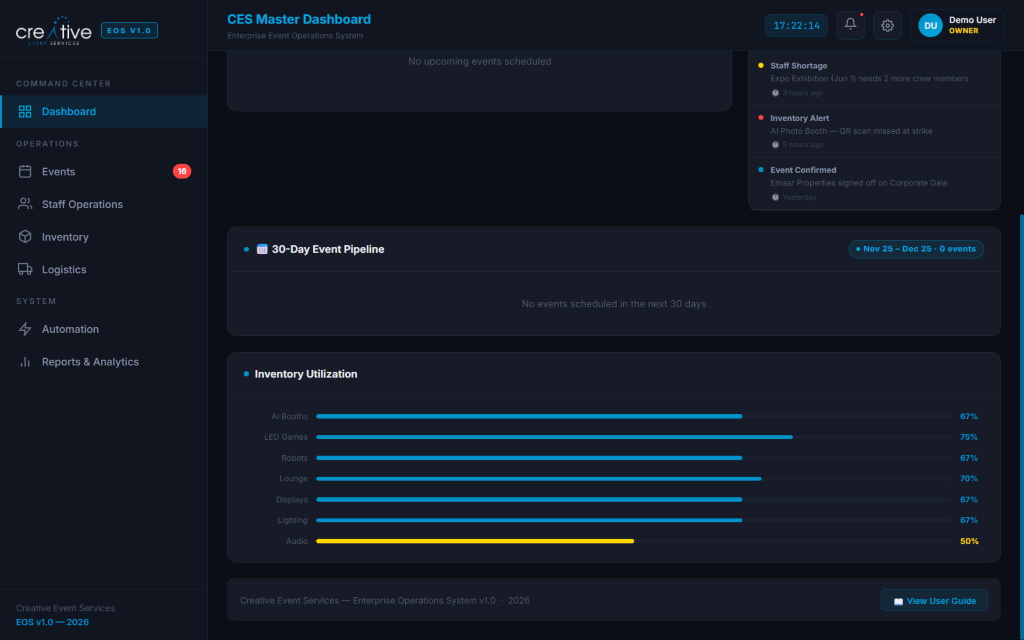 creative
EVENT SERVICES
EOS V1.0
COMMAND CENTER
Dashboard
OPERATIONS
Events
16
Staff Operations
Inventory
Logistics
SYSTEM
Automation
Reports & Analytics
Creative Event Services
EOS v1.0 — 2026
CES Master Dashboard
Enterprise Event Operations System
17:22:14
DU
Demo User
OWNER
No upcoming events scheduled
Staff Shortage
Expo Exhibition (Jun 1) needs 2 more crew members
3 hours ago
Inventory Alert
AI Photo Booth — QR scan missed at strike
5 hours ago
Event Confirmed
Emaar Properties signed off on Corporate Gala
Yesterday
30-Day Event Pipeline
Nov 25 – Dec 25 · 0 events
No events scheduled in the next 30 days
Inventory Utilization
AI Booths 67%
LED Games 75%
Robots 67%
Lounge 70%
Displays 67%
Lighting 67%
Audio 50%
Creative Event Services — Enterprise Operations System v1.0 · 2026
View User Guide